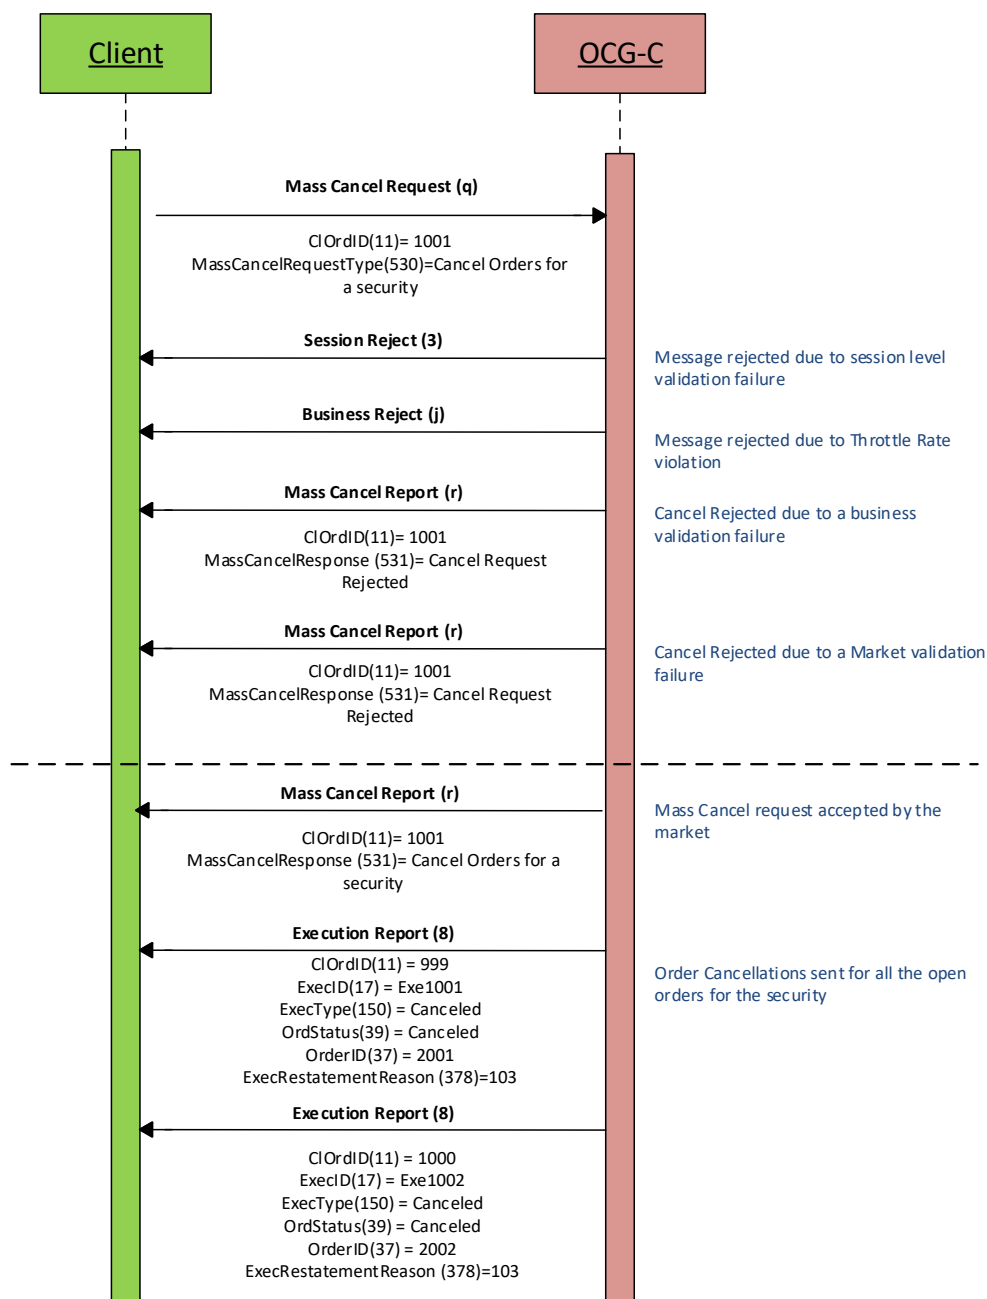 Client
OCG-C
Mass Cancel Request (q)
ClOrdID(11)= 1001
MassCancelRequestType(530)=Cancel Orders for
a security
Session Reject (3)
Message rejected due to session level
validation failure
Business Reject (j)
Message rejected due to Throttle Rate
violation
Mass Cancel Report (r)
Cancel Rejected due to a business
validation failure
ClOrdID(11)= 1001
MassCancelResponse (531)= Cancel Request
Rejected
Mass Cancel Report (r)
Cancel Rejected due to a Market validation
failure
ClOrdID(11)= 1001
MassCancelResponse (531)= Cancel Request
Rejected
Mass Cancel Report (r)
Mass Cancel request accepted by the
market
ClOrdID(11)= 1001
MassCancelResponse (531)= Cancel Orders for a
security
Execution Report (8)
Order Cancellations sent for all the open
orders for the security
ClOrdID(11) = 999
ExecID(17) = Exe1001
ExecType(150) = Canceled
OrdStatus(39) = Canceled
OrderID(37) = 2001
ExecRestatementReason (378)=103
Execution Report (8)
ClOrdID(11) = 1000
ExecID(17) = Exe1002
ExecType(150) = Canceled
OrdStatus(39) = Canceled
OrderID(37) = 2002
ExecRestatementReason (378)=103